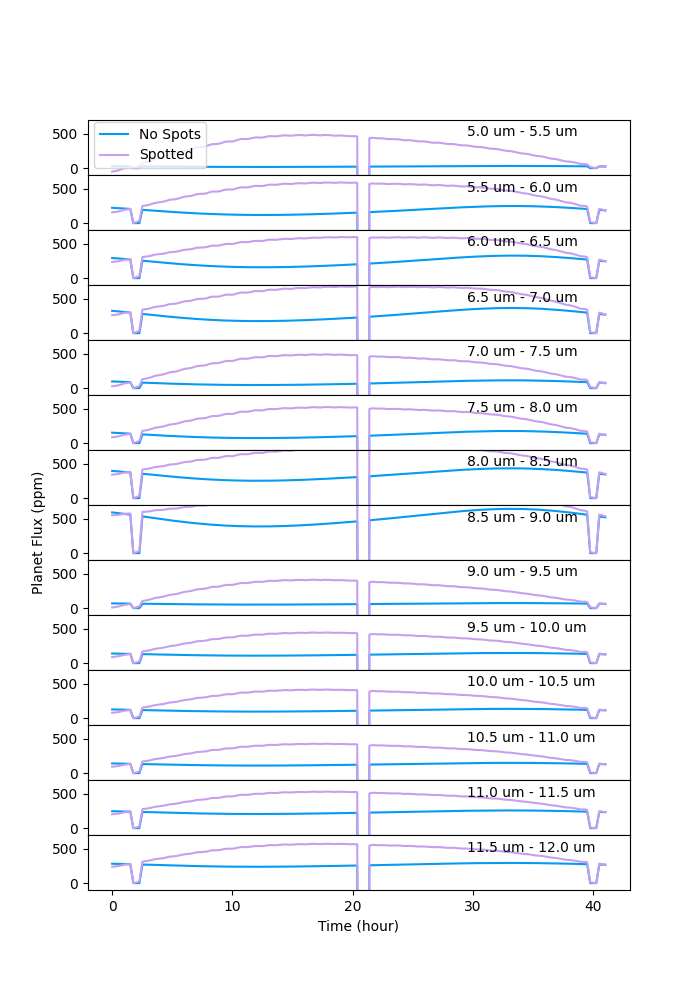 500
0
No Spots
Spotted
5.0 um - 5.5 um
500
0
5.5 um - 6.0 um
500
0
6.0 um - 6.5 um
500
0
6.5 um - 7.0 um
500
0
7.0 um - 7.5 um
500
0
7.5 um - 8.0 um
500
0
8.0 um - 8.5 um
500
0
8.5 um - 9.0 um
500
0
9.0 um - 9.5 um
500
0
9.5 um - 10.0 um
500
0
10.0 um - 10.5 um
500
0
10.5 um - 11.0 um
500
0
11.0 um - 11.5 um
500
0
11.5 um - 12.0 um
Planet Flux (ppm)
0 10 20 30 40
Time (hour)